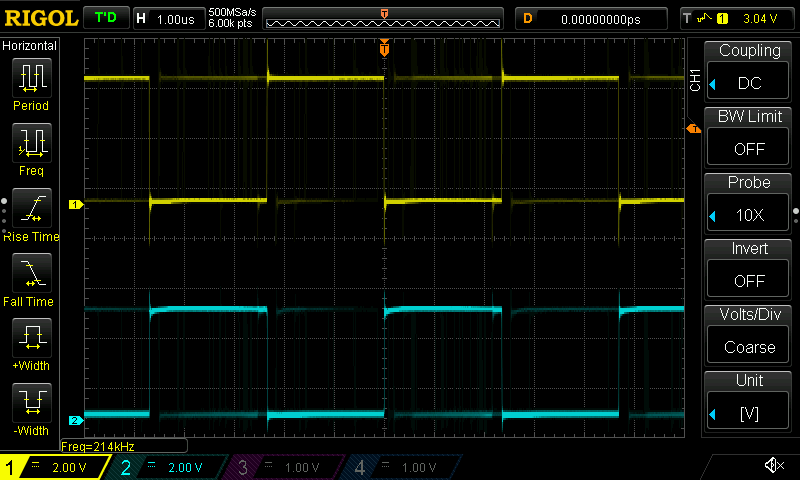 RIGOL T'D H 1.00us 500MSa/s 6.00k pts T D 0.00000000ps T 1 3.04 V
Horizontal
Period
Freq
Rise Time
Fall Time
+Width
-Width
T
1
2
T
CH1
Coupling
DC
BW Limit
OFF
Probe
10X
Invert
OFF
Volts/Div
Coarse
Unit
[V]
Freq=214kHz
1 = 2.00 V 2 = 2.00 V 3 = 1.00 V 4 = 1.00 V